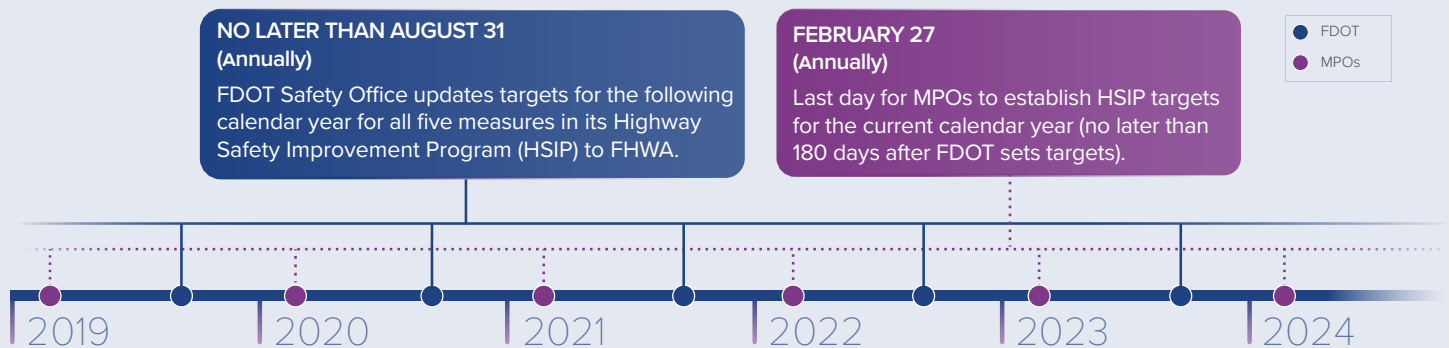 NO LATER THAN AUGUST 31
(Annually)
FDOT Safety Office updates targets for the following
calendar year for all five measures in its Highway
Safety Improvement Program (HSIP) to FHWA.
FEBRUARY 27
(Annually)
Last day for MPOs to establish HSIP targets
for the current calendar year (no later than
180 days after FDOT sets targets).
FDOT
MPOs
2019
2020
2021
2022
2023
2024